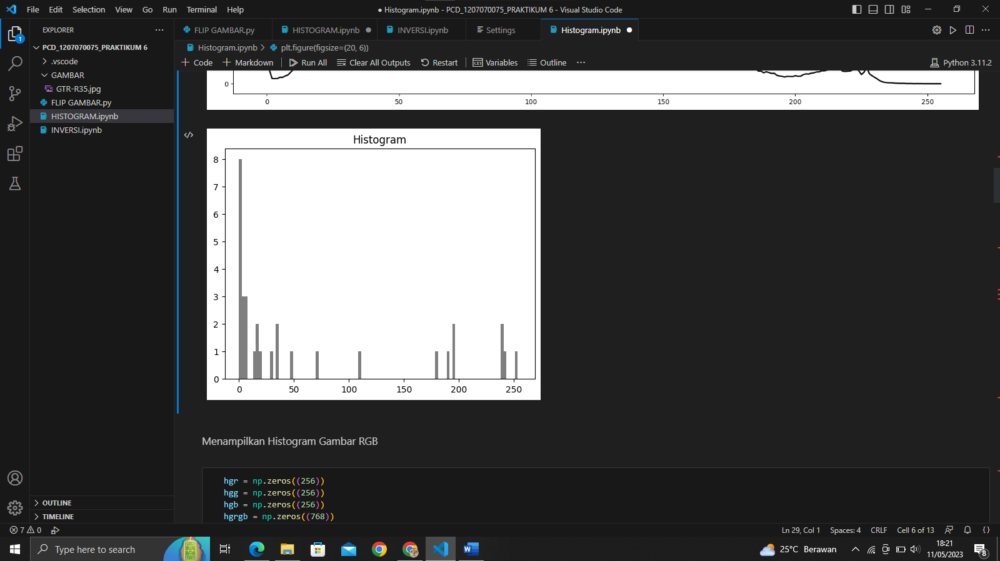 File Edit Selection View Go Run Terminal Help
● Histogram.ipynb - PCD_1207070075_PRAKTIKUM 6 - Visual Studio Code
EXPLORER
FLIP GAMBAR.py
HISTOGRAM.ipynb
INVERSI.ipynb
Settings
Histogram.ipynb
1
PCD_1207070075_PRAKTIKUM 6
.vscode
GAMBAR
GTR-R35.jpg
FLIP GAMBAR.py
HISTOGRAM.ipynb
INVERSI.ipynb
Histogram.ipynb > plt.figure(figsize=(20, 6))
+ Code + Markdown Run All Clear All Outputs Restart Variables Outline ...
Python 3.11.2
0
0 50 100 150 200 250
Histogram
8
7
6
5
4
3
2
1
0
0 50 100 150 200 250
Menampilkan Histogram Gambar RGB
hgr = np.zeros((256))
hgg = np.zeros((256))
hgb = np.zeros((256))
hgrgb = np.zeros((768))
OUTLINE
TIMELINE
7 0
Ln 29, Col 1 Spaces: 4 CRLF Cell 6 of 13
Type here to search
25°C Berawan
18:21
11/05/2023
8